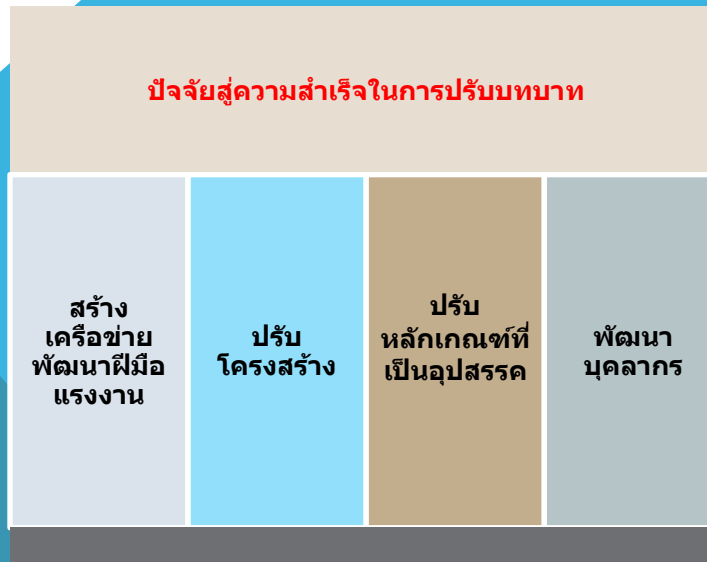 ปัจจัยสู่ความสำเร็จในการปรับบทบาท
สร้าง
เครือข่าย
พัฒนาฝีมือ
แรงงาน
ปรับ
โครงสร้าง
ปรับ
หลักเกณฑ์ที่
เป็นอุปสรรค
พัฒนา
บุคลากร